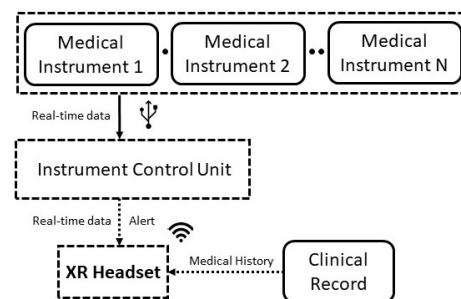 Medical
Instrument 1
Medical
Instrument 2
Medical
Instrument N
Real-time data
Instrument Control Unit
Real-time data
Alert
XR Headset
Medical History
Clinical
Record